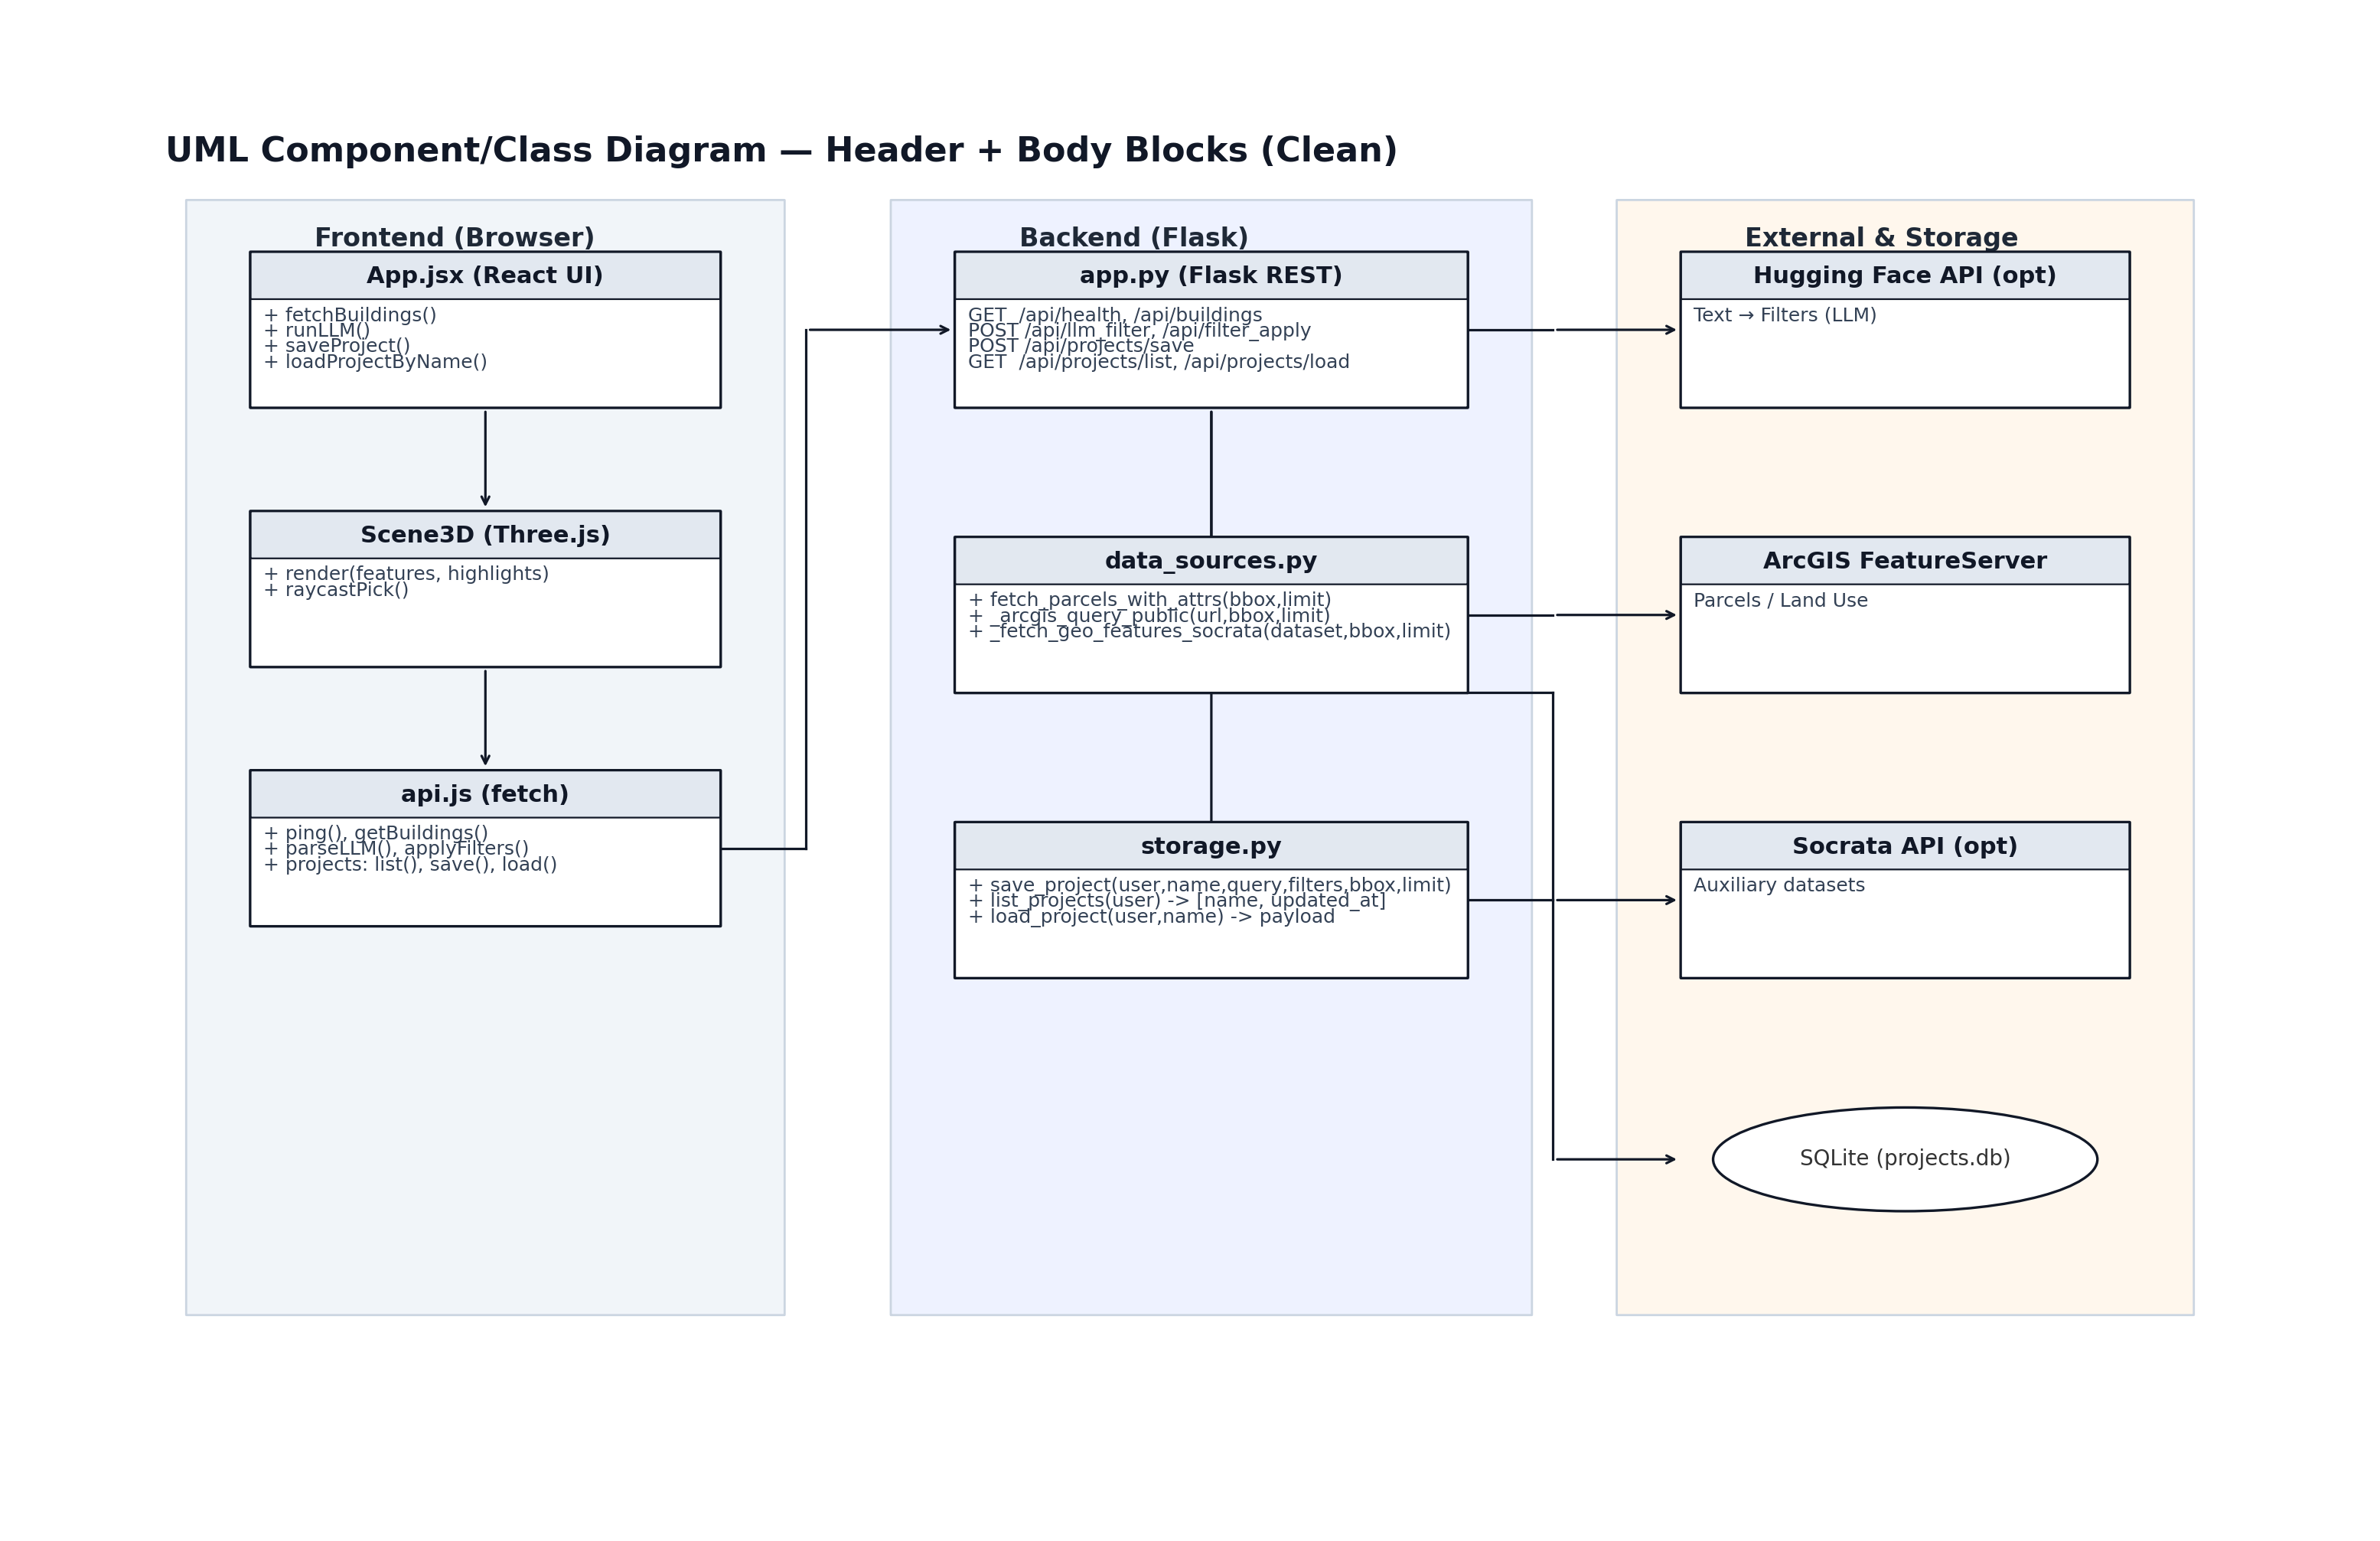 UML Component/Class Diagram — Header + Body Blocks (Clean)
Frontend (Browser)
App.jsx (React UI)
+ fetchBuildings()
+ runLLM()
+ saveProject()
+ loadProjectByName()
Scene3D (Three.js)
+ render(features, highlights)
+ raycastPick()
api.js (fetch)
+ ping(), getBuildings()
+ parseLLM(), applyFilters()
+ projects: list(), save(), load()
Backend (Flask)
app.py (Flask REST)
GET  /api/health, /api/buildings
POST /api/llm_filter, /api/filter_apply
POST /api/projects/save
GET  /api/projects/list, /api/projects/load
data_sources.py
+ fetch_parcels_with_attrs(bbox,limit)
+ _arcgis_query_public(url,bbox,limit)
+ _fetch_geo_features_socrata(dataset,bbox,limit)
storage.py
+ save_project(user,name,query,filters,bbox,limit)
+ list_projects(user) -> [name, updated_at]
+ load_project(user,name) -> payload
External & Storage
Hugging Face API (opt)
Text → Filters (LLM)
ArcGIS FeatureServer
Parcels / Land Use
Socrata API (opt)
Auxiliary datasets
SQLite (projects.db)